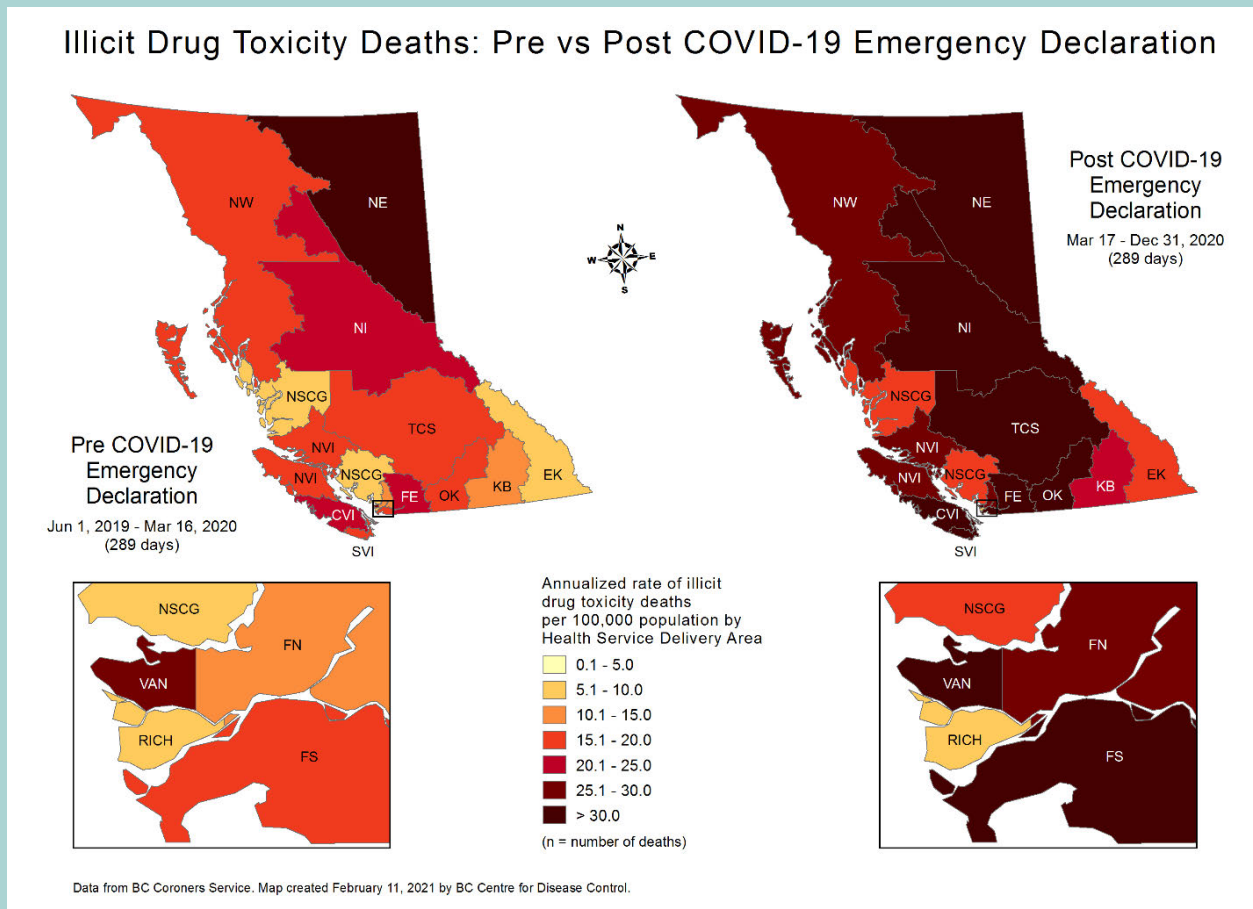 Illicit Drug Toxicity Deaths: Pre vs Post COVID-19 Emergency Declaration
Pre COVID-19
Emergency
Declaration
Jun 1, 2019 - Mar 16, 2020
(289 days)
NW
NE
NI
NSCG
TCS
NVI
NVI
NSCG
EK
KB
FE
OK
CVI
SVI
N
W
E
S
Post COVID-19
Emergency
Declaration
Mar 17 - Dec 31, 2020
(289 days)
NW
NE
NI
NSCG
TCS
NVI
NVI
NSCG
EK
KB
FE
OK
CVI
SVI
NSCG
FN
VAN
RICH
FS
Annualized rate of illicit
drug toxicity deaths
per 100,000 population by
Health Service Delivery Area
0.1 - 5.0
5.1 - 10.0
10.1 - 15.0
15.1 - 20.0
20.1 - 25.0
25.1 - 30.0
> 30.0
(n = number of deaths)
NSCG
FN
VAN
RICH
FS
Data from BC Coroners Service. Map created February 11, 2021 by BC Centre for Disease Control.